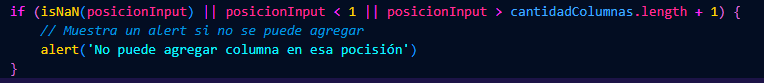 if (isNaN(posicionInput) || posicionInput < 1 || posicionInput > cantidadColumnas.length + 1) {
// Muestra un alert si no se puede agregar
alert('No puede agregar columna en esa pocisión')
}